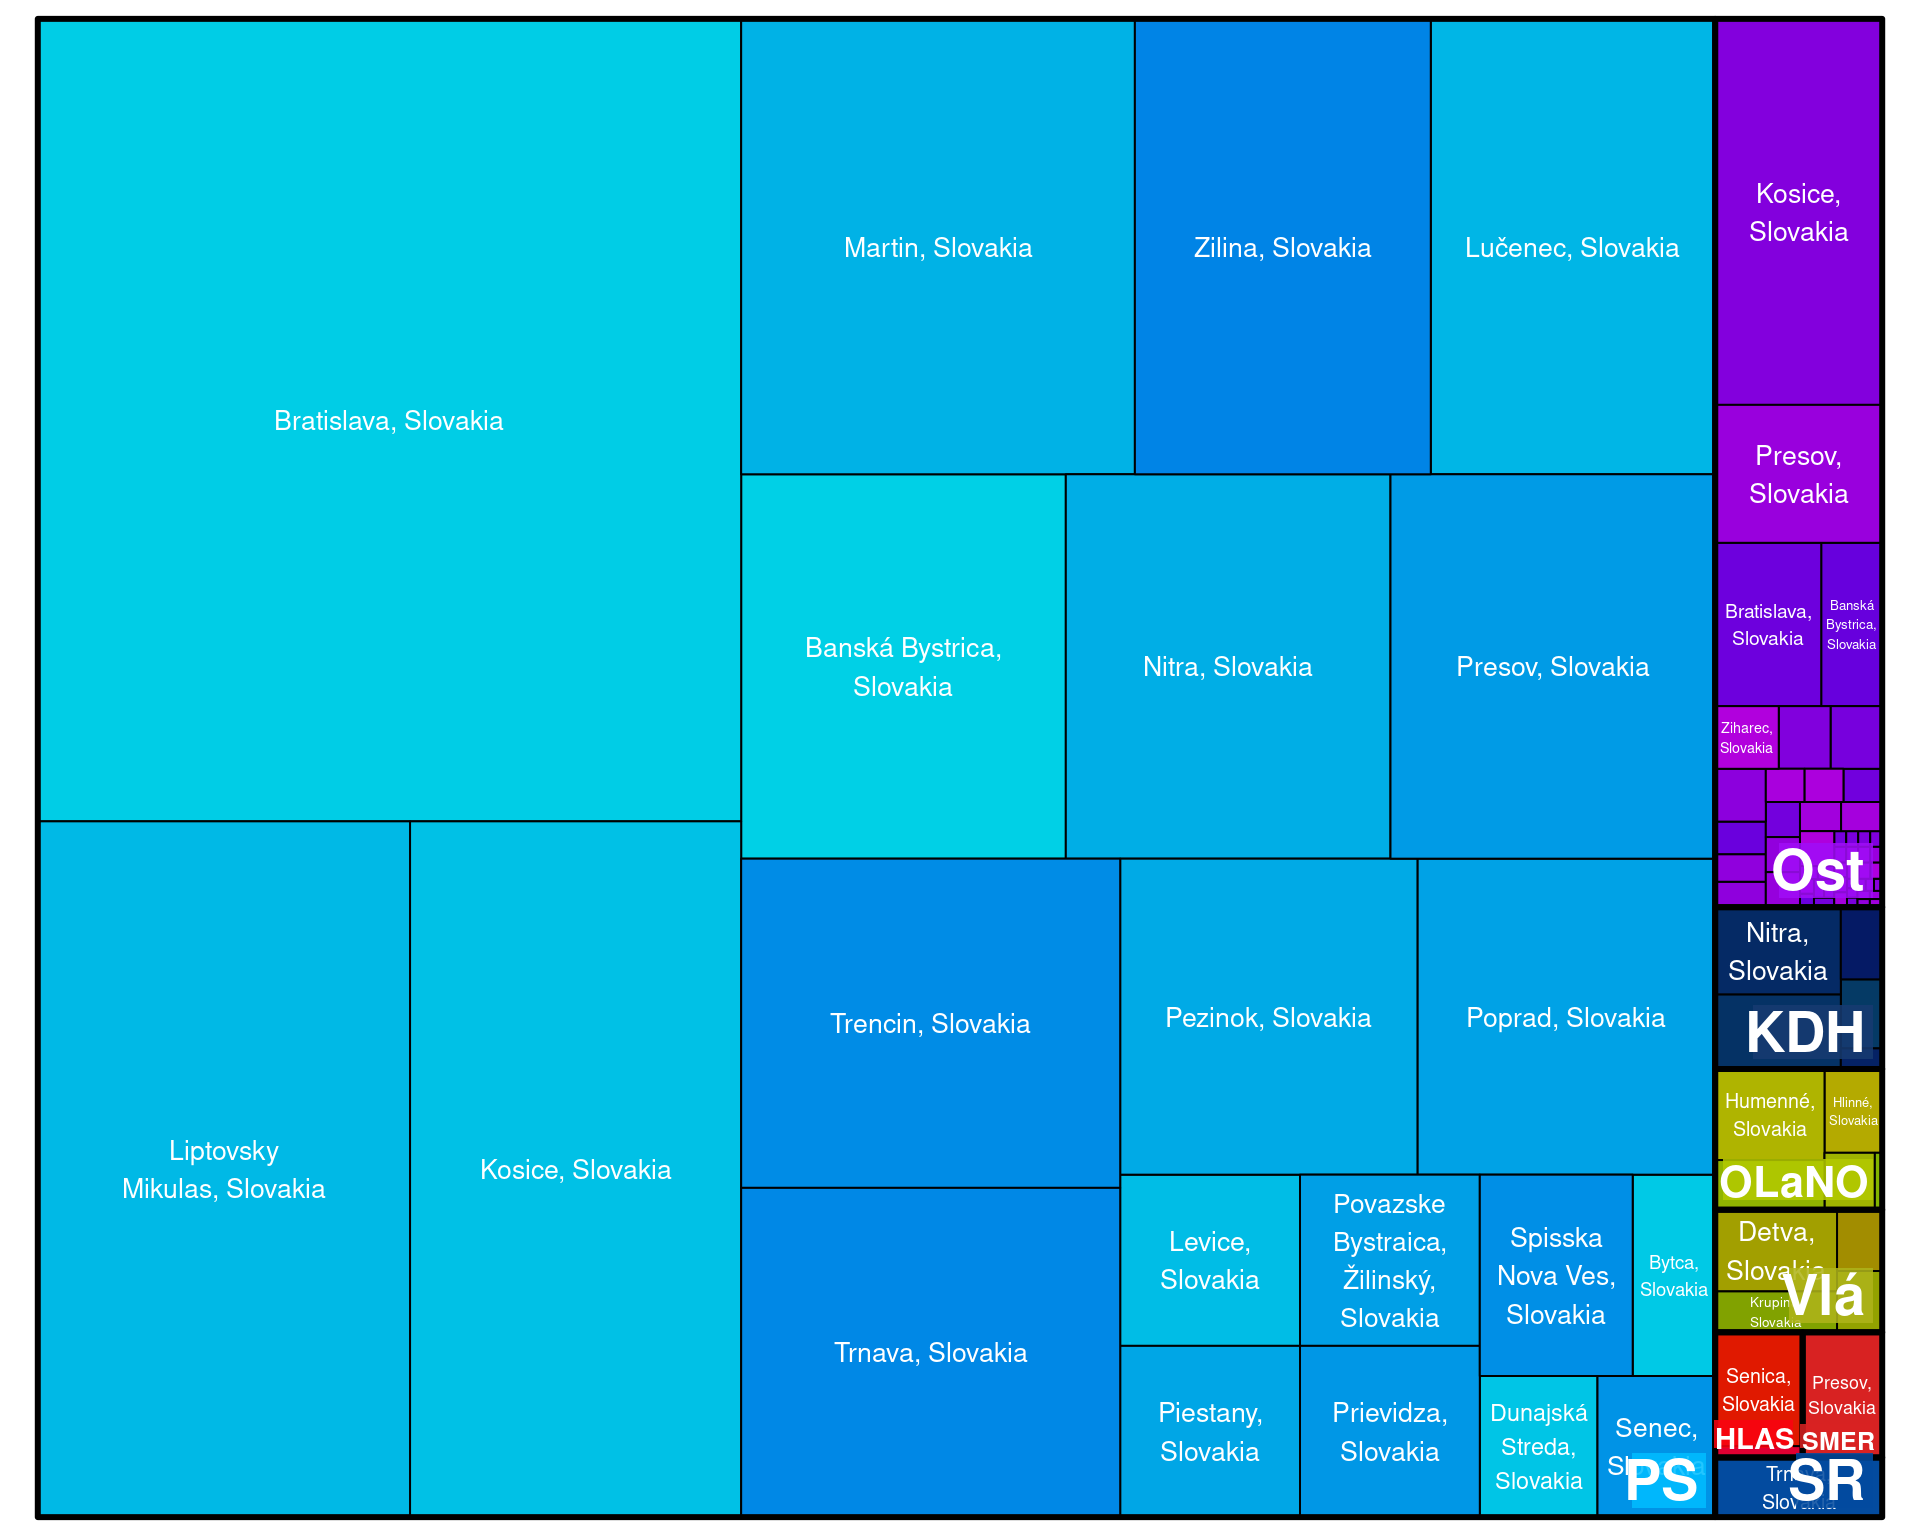 Bratislava, Slovakia
Martin, Slovakia
Zilina, Slovakia
Lučenec, Slovakia
Banská Bystrica,
Slovakia
Nitra, Slovakia
Presov, Slovakia
Liptovsky
Mikulas, Slovakia
Kosice, Slovakia
Trencin, Slovakia
Trnava, Slovakia
Pezinok, Slovakia
Poprad, Slovakia
Levice,
Slovakia
Povazske
Bystraica,
Žilinský,
Slovakia
Spisska
Nova Ves,
Slovakia
Bytca,
Slovakia
Piestany,
Slovakia
Prievidza,
Slovakia
Dunajská
Streda,
Slovakia
Senec,
Slovakia
PS
Kosice,
Slovakia
Presov,
Slovakia
Bratislava,
Slovakia
Banská
Bystrica,
Slovakia
Ziharec,
Slovakia
Ost
Nitra,
Slovakia
KDH
Humenné,
Slovakia
Hlinné,
Slovakia
OLaNO
Detva,
Slovakia
Slovakia
Vlá
Senica,
Slovakia
HLAS
Presov,
Slovakia
SMER
Slovakia
SR